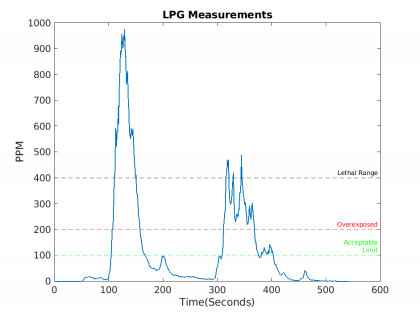 LPG Measurements
1000
900
800
700
600
500
400
300
200
100
0
PPM
Lethal Range
Overexposed
Acceptable
Limit
0 100 200 300 400 500 600
Time(Seconds)